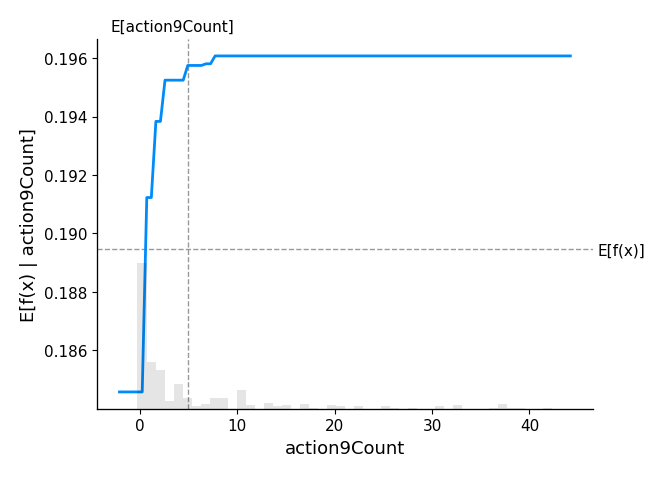 E[action9Count]
0.196
0.194
0.192
0.190
0.188
0.186
E[f(x) | action9Count]
E[f(x)]
0 10 20 30 40
action9Count